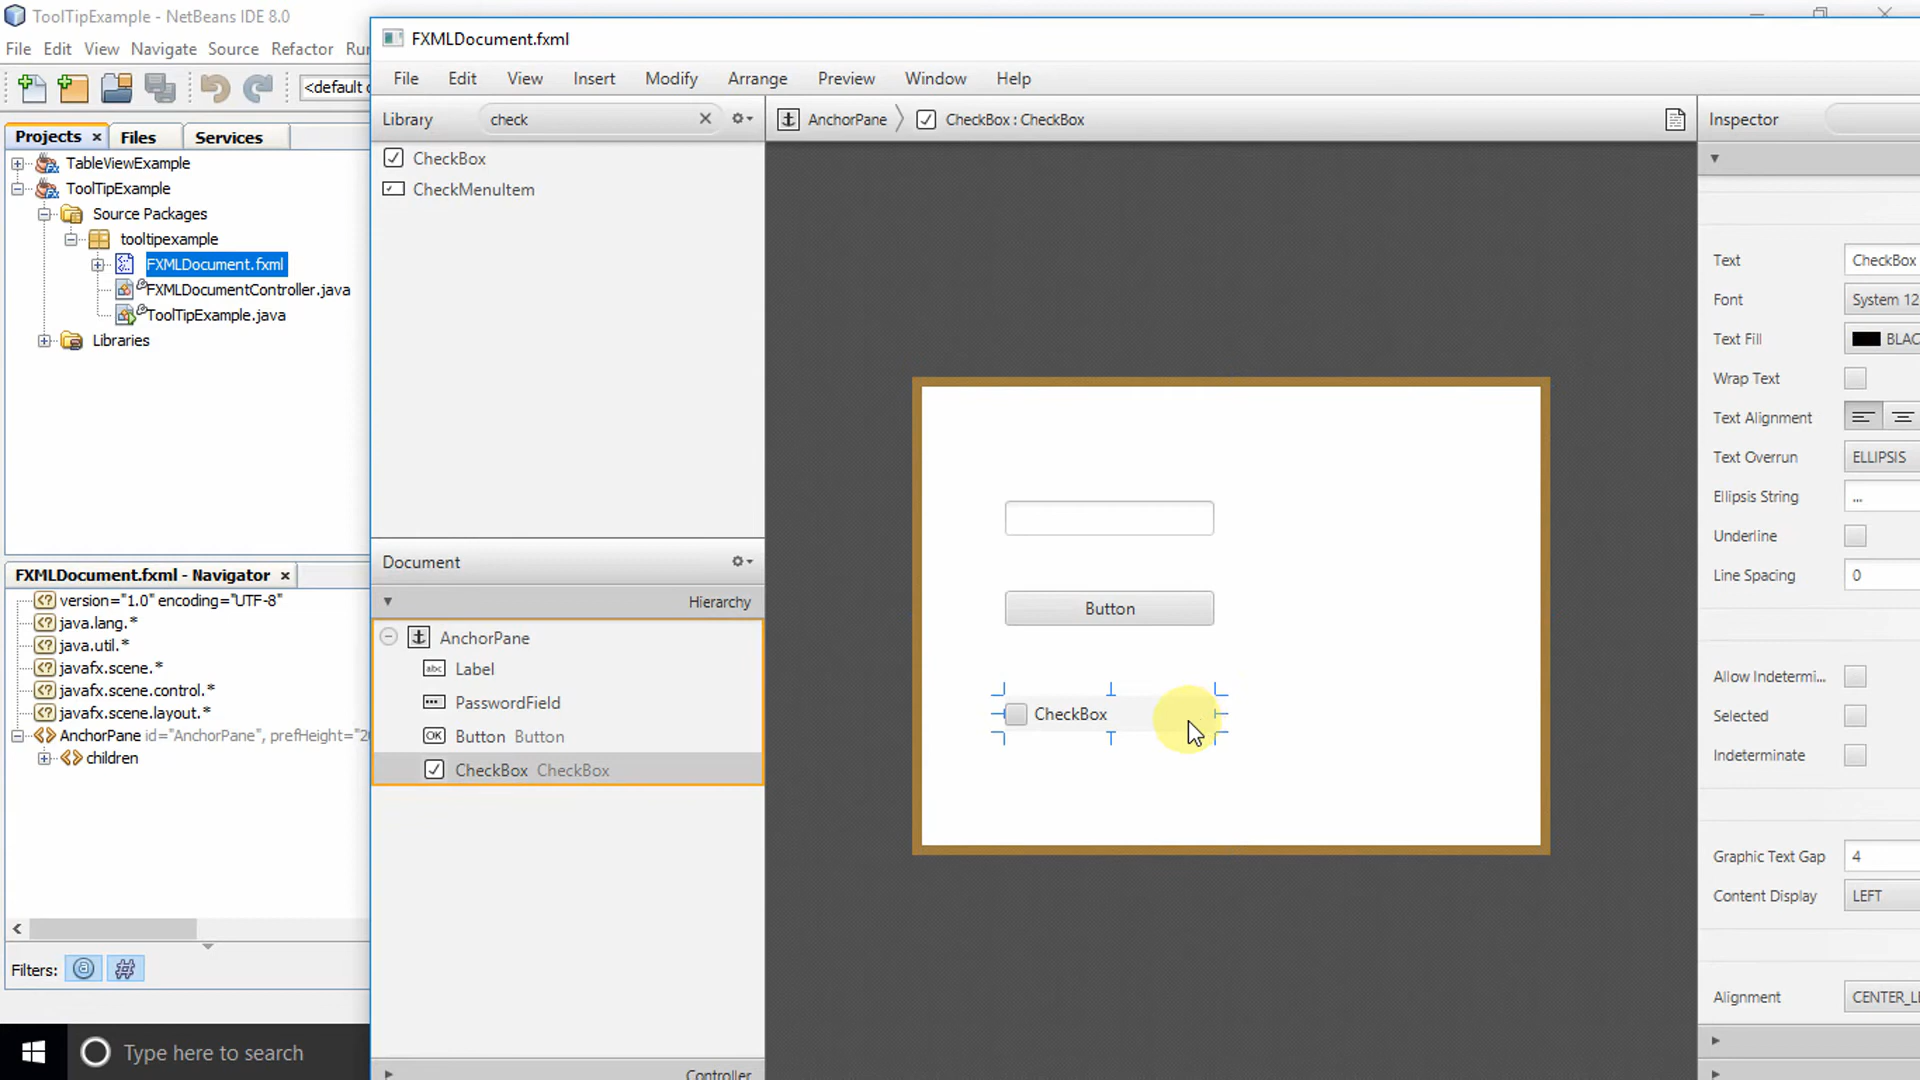 ToolTipExample - NetBeans IDE 8.0
File Edit View Navigate Source Refactor
<default
Projects × Files Services
TableViewExample
ToolTipExample
Source Packages
tooltipexample
FXMLDocument.fxml
FXMLDocumentController.java
ToolTipExample.java
Libraries
FXMLDocument.fxml - Navigator ×
version="1.0" encoding="UTF-8"
java.lang.*
java.util.*
javafx.scene.*
javafx.scene.control.*
javafx.scene.layout.*
AnchorPane id="AnchorPane", prefHeight=
children
Filters:
Type here to search
FXMLDocument.fxml
File Edit View Insert Modify Arrange Preview Window Help
Library check
CheckBox
CheckMenuItem
Document
Hierarchy
AnchorPane
abc Label
PasswordField
OK Button Button
CheckBox CheckBox
Controller
AnchorPane CheckBox : CheckBox
Button
CheckBox
Inspector
Text CheckBox
Font System 12
Text Fill
Wrap Text
Text Alignment
Text Overrun ELLIPSIS
Ellipsis String ...
Underline
Line Spacing 0
Allow Indetermi...
Selected
Indeterminate
Graphic Text Gap 4
Content Display LEFT
Alignment